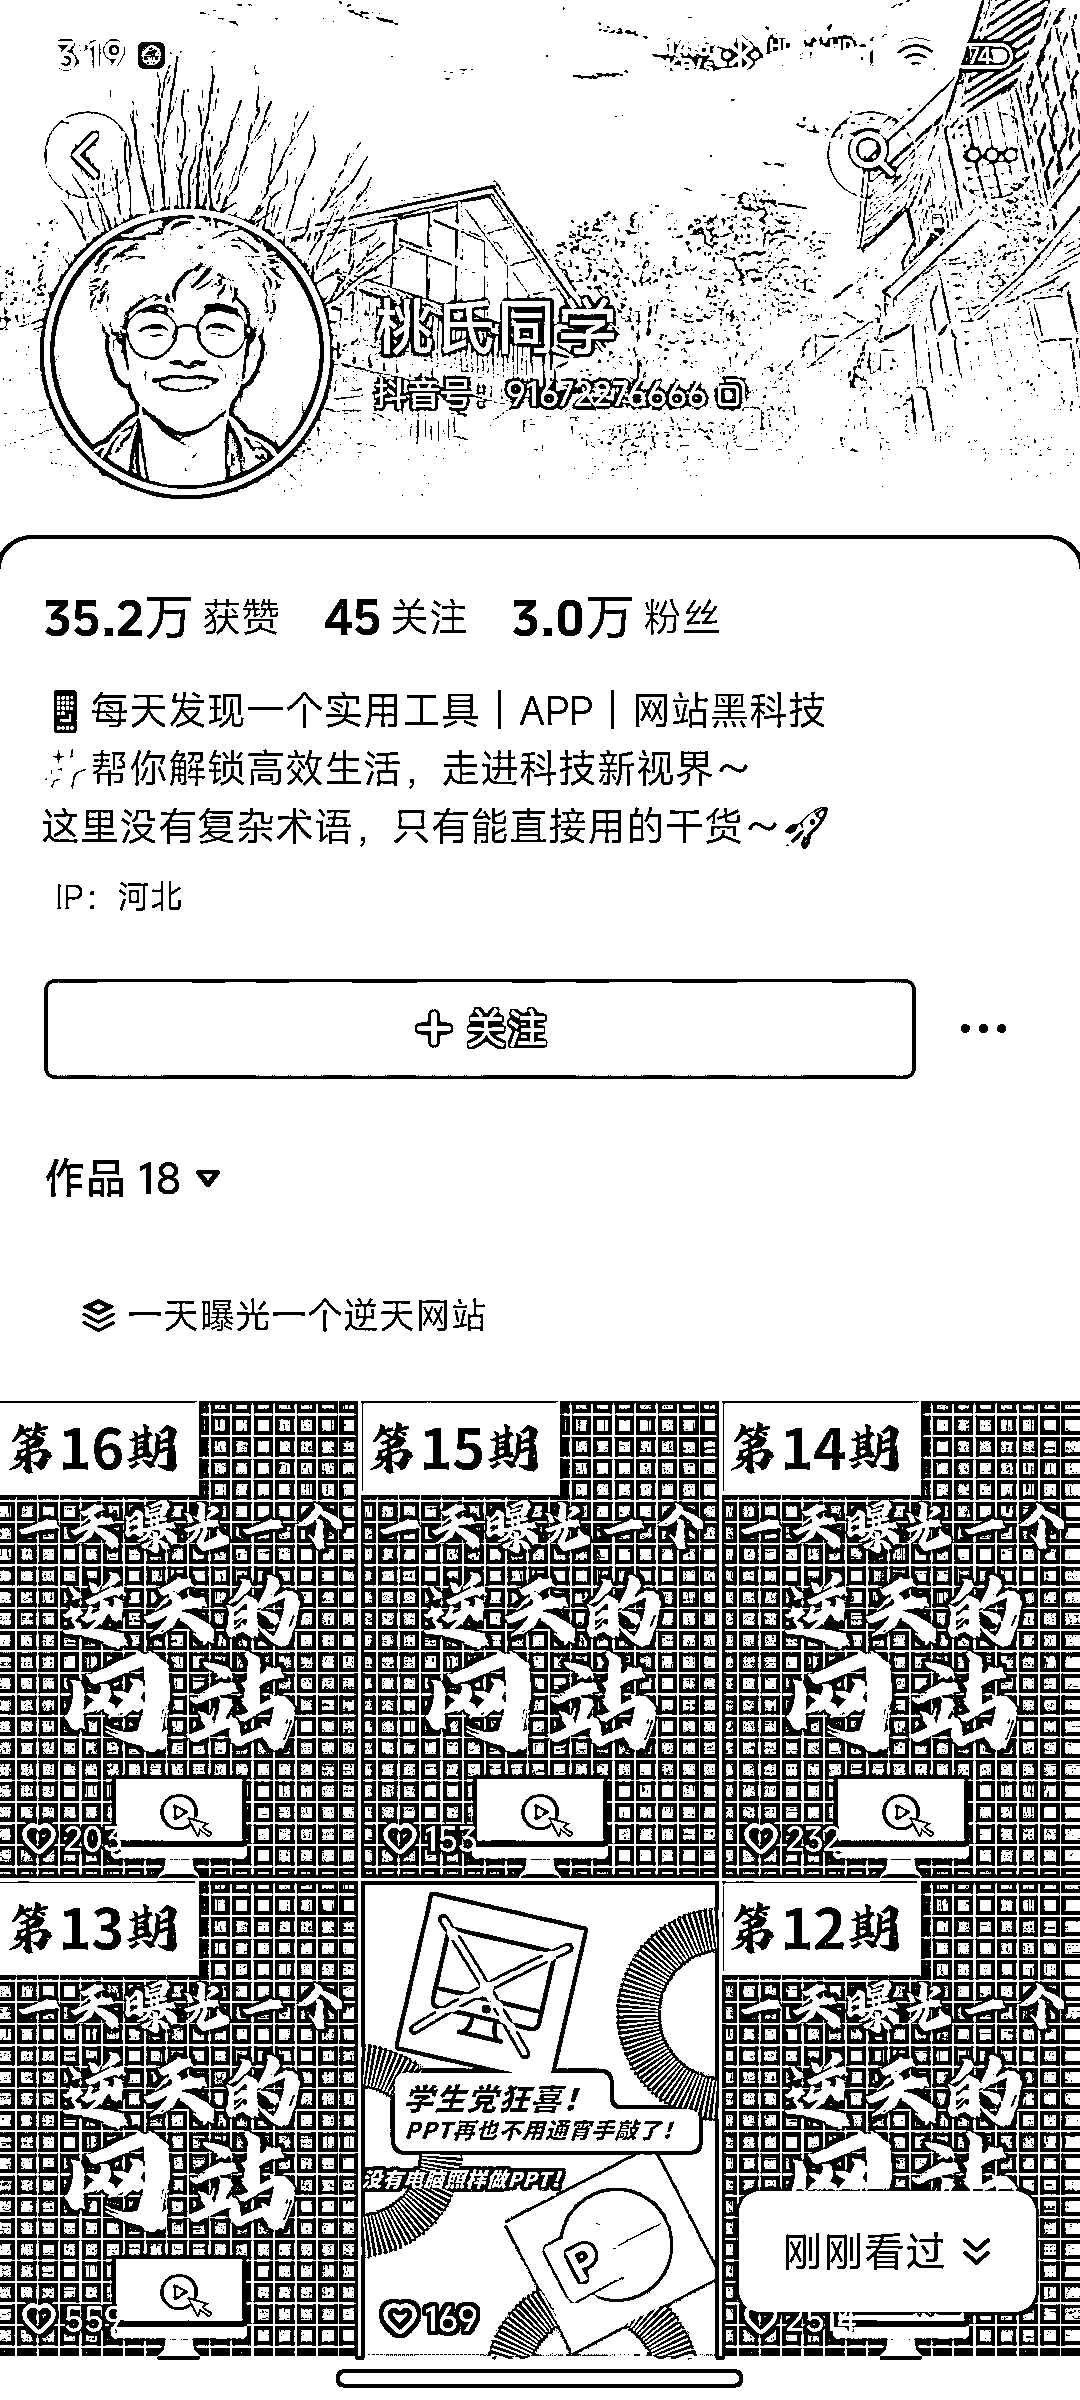 3:19
74
桃氏同学
抖音号：91672276666
35.2万 获赞 45 关注 3.0万 粉丝
每天发现一个实用工具｜APP｜网站黑科技
帮你解锁高效生活，走进科技新视界～
这里没有复杂术语，只有能直接用的干货～
IP：河北
关注
作品 18
一天曝光一个逆天网站
第16期
一天曝光一个
逆天的
网站
203
第15期
一天曝光一个
逆天的
网站
153
第14期
一天曝光一个
逆天的
网站
232
第13期
一天曝光一个
逆天的
网站
559
学生党狂喜！
PPT再也不用通宵手敲了！
没有电脑照样做PPT!
P
169
第12期
一天曝光一个
逆天的
网站
刚刚看过